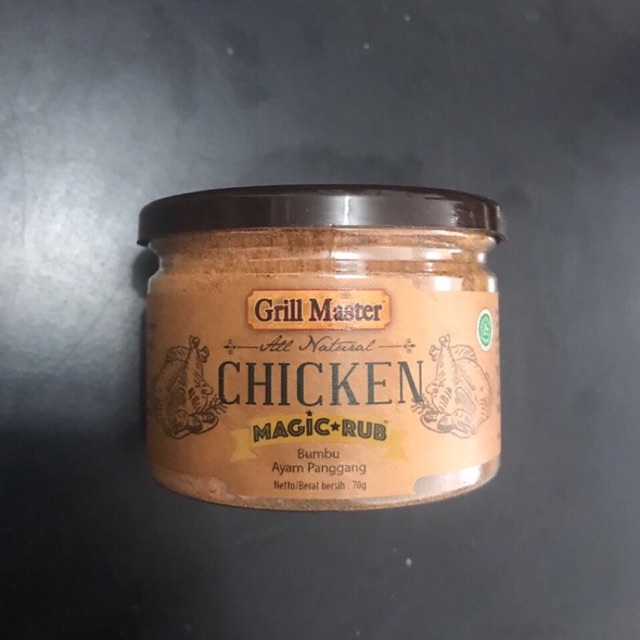 Grill Master
All Natural
CHICKEN
MAGIC★RUB
Bumbu
Ayam Panggang
Netto/Berat bersih : 70g